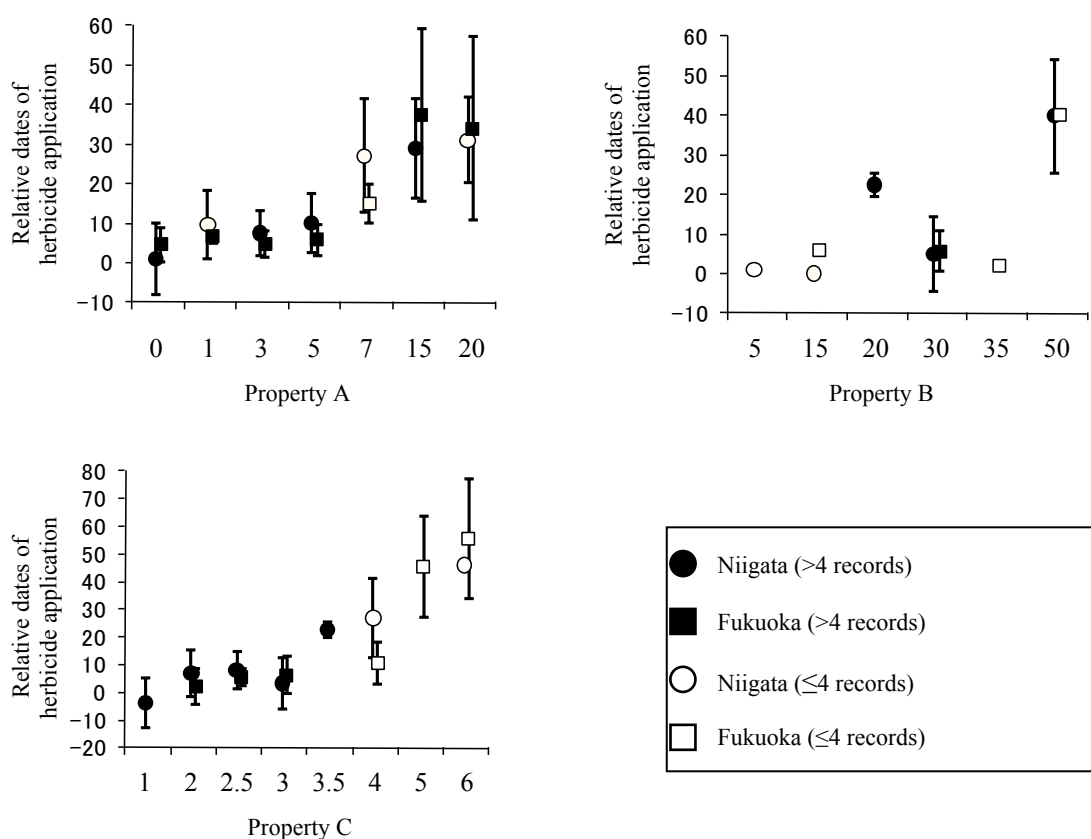 60
50
40
30
20
10
0
−10
0 1 3 5 7 15 20
Relative dates of
herbicide application
Property A
60
50
40
30
20
10
0
−10
5 15 20 30 35 50
Relative dates of
herbicide application
Property B
80
70
60
50
40
30
20
10
0
−10
−20
1 2 2.5 3 3.5 4 5 6
Relative dates of
herbicide application
Property C
Niigata (>4 records)
Fukuoka (>4 records)
Niigata (≤4 records)
Fukuoka (≤4 records)